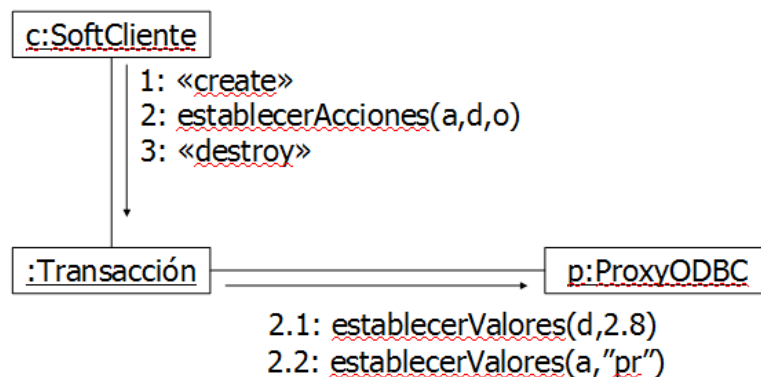 c:SoftCliente
1: «create»
2: establecerAcciones(a,d,o)
3: «destroy»
:Transacción
p:ProxyODBC
2.1: establecerValores(d,2.8)
2.2: establecerValores(a,”pr”)